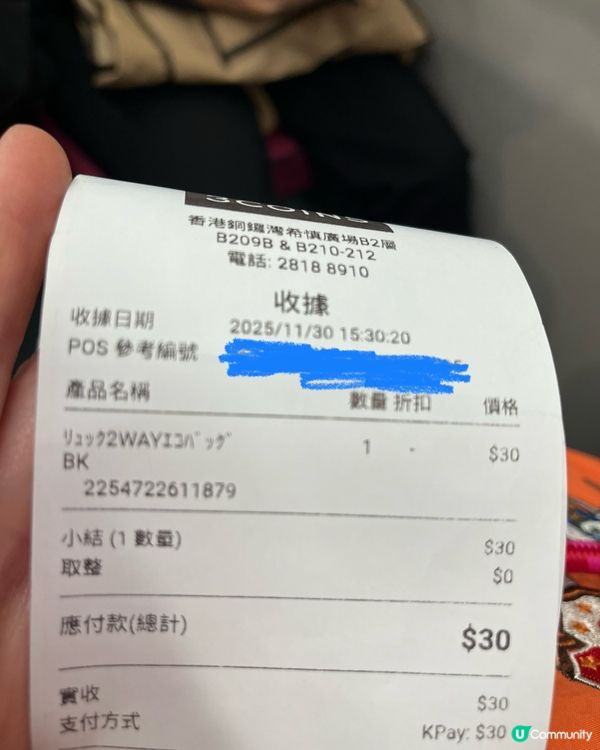 3COINS
香港銅鑼灣希慎廣場B2層
B209B & B210-212
電話: 2818 8910
收據
收據日期 2025/11/30 15:30:20
POS 參考編號
產品名稱 數量 折扣 價格
リュック2WAYエコバッグ 1 - $30
BK
2254722611879
小結 (1 數量) $30
取整 $0
應付款(總計) $30
實收 $30
支付方式 KPay: $30
U Community